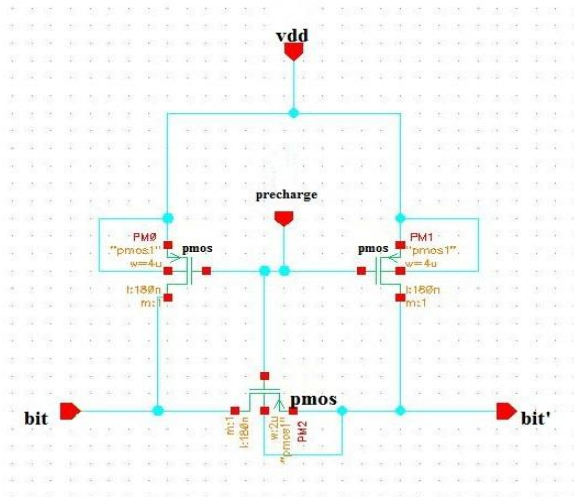 vdd
precharge
PM0
pmos
"pmos1"
w=4u
l:180n
m:1
pmos
PM1
"pmos1"
w=4u
l:180n
m:1
bit
pmos
m:1
l:180n
w:2u
"pmos1"
PM2
bit'